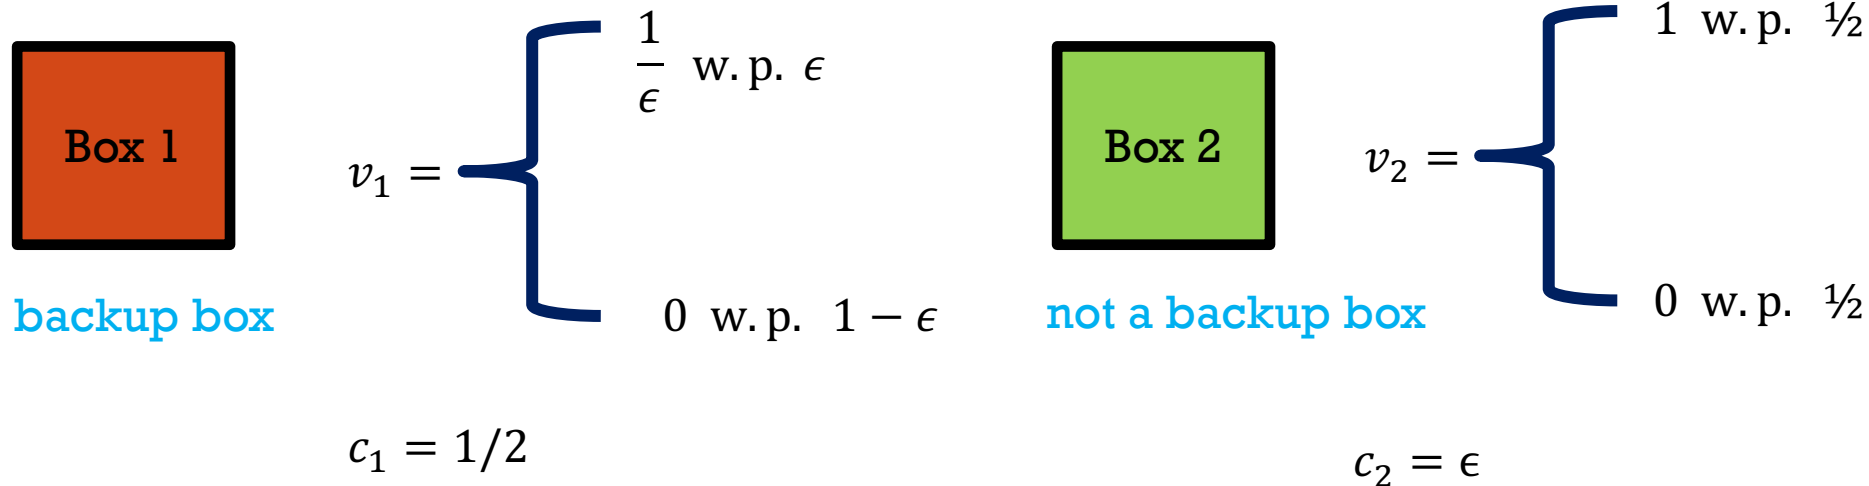 Box 1
v₁ =
1/ϵ w.p. ϵ
0 w.p. 1 − ϵ
backup box
c₁ = 1/2
Box 2
v₂ =
1 w.p. ½
0 w.p. ½
not a backup box
c₂ = ϵ